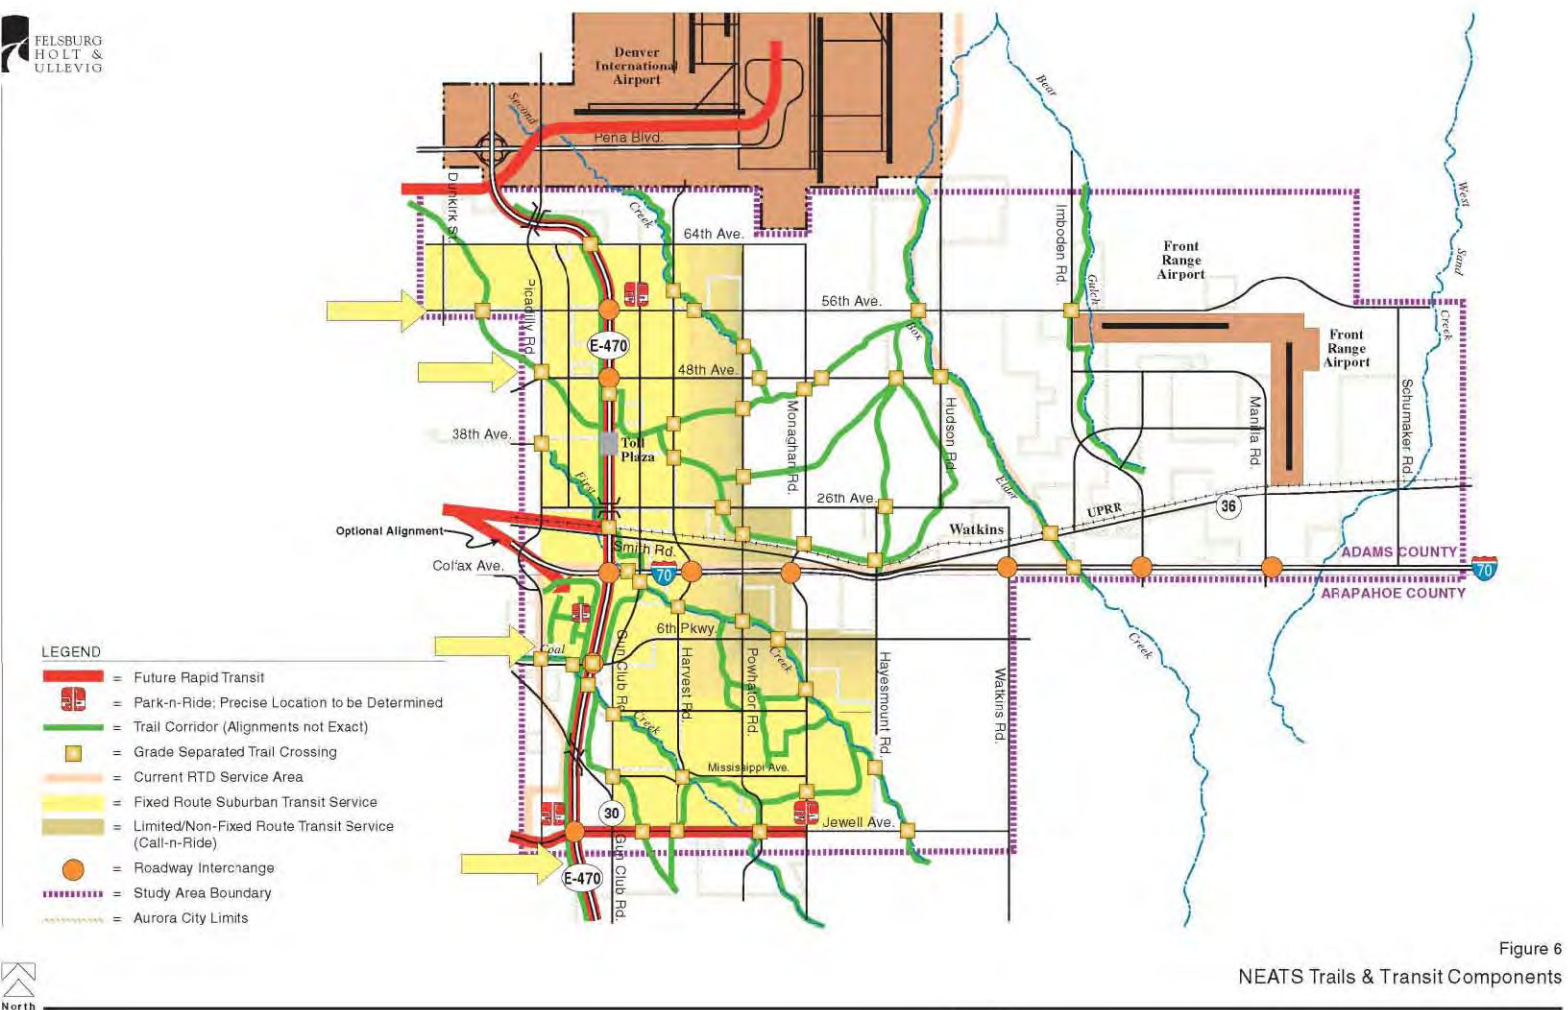 FELSBURG
HOLT &
ULLEVIG
Denver
International
Airport
Second
Creek
Pena Blvd.
Bear
Gulch
West
Sand
Creek
Dunkirk St.
64th Ave.
Imboden Rd.
Front
Range
Airport
Picadilly Rd.
56th Ave.
Box
Elder
Creek
E-470
48th Ave.
Front
Range
Airport
38th Ave.
Toll
Plaza
Monaghan Rd.
Hudson Rd.
Manilla Rd.
Schumaker Rd.
First
26th Ave.
UPRR
36
Optional Alignment
Watkins
Smith Rd.
ADAMS COUNTY
Colfax Ave.
70
70
ARAPAHOE COUNTY
6th Pkwy.
Coal
Creek
Creek
Gun Club Rd.
Harvest Rd.
Powhaton Rd.
Hayesmount Rd.
Watkins Rd.
Mississippi Ave.
30
Jewell Ave.
E-470
Gun Club Rd.
LEGEND
= Future Rapid Transit
= Park-n-Ride; Precise Location to be Determined
= Trail Corridor (Alignments not Exact)
= Grade Separated Trail Crossing
= Current RTD Service Area
= Fixed Route Suburban Transit Service
= Limited/Non-Fixed Route Transit Service
(Call-n-Ride)
= Roadway Interchange
= Study Area Boundary
= Aurora City Limits
North
Figure 6
NEATS Trails & Transit Components